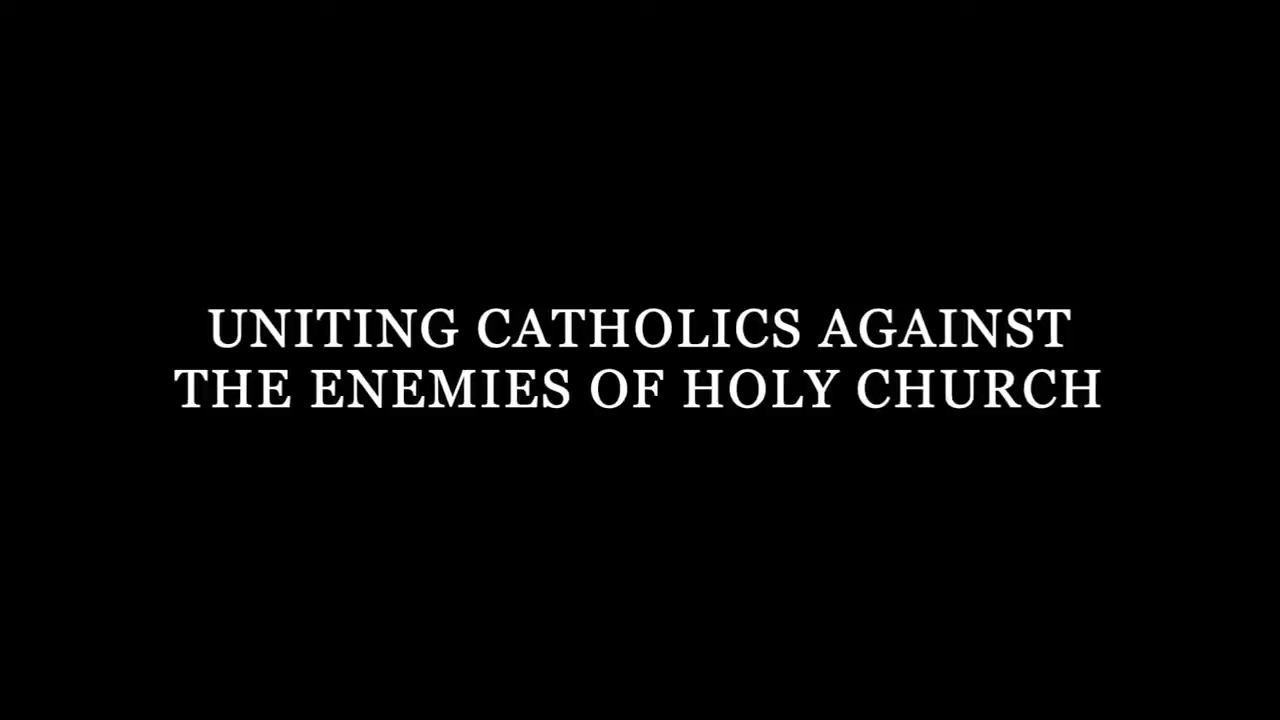 UNITING CATHOLICS AGAINST
THE ENEMIES OF HOLY CHURCH